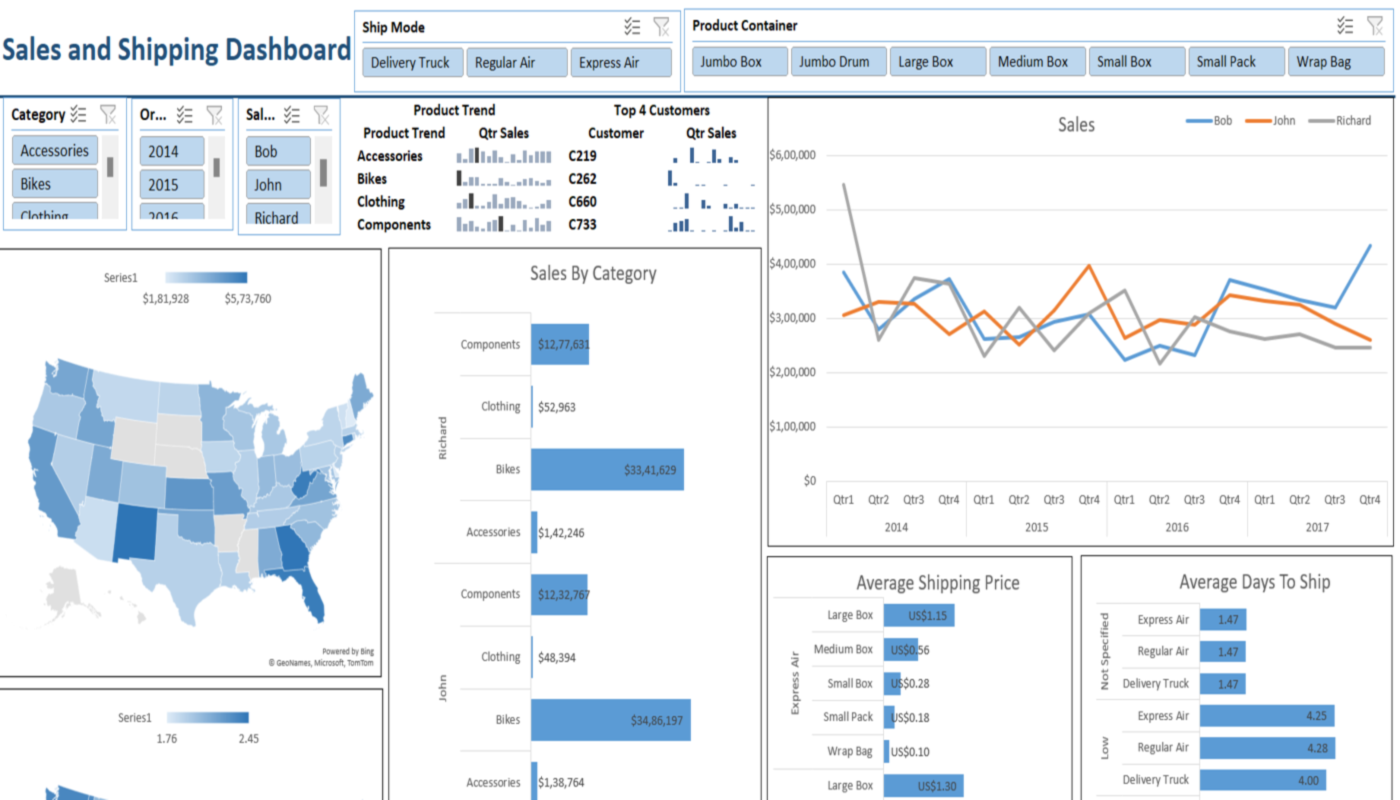 Sales and Shipping Dashboard
Ship Mode
Delivery Truck Regular Air Express Air
Product Container
Jumbo Box Jumbo Drum Large Box Medium Box Small Box Small Pack Wrap Bag
Category
Accessories
Bikes
Clothing
Or...
2014
2015
2016
Sal...
Bob
John
Richard
Product Trend
Product Trend Qtr Sales
Accessories
Bikes
Clothing
Components
Top 4 Customers
Customer Qtr Sales
C219
C262
C660
C733
Sales
Bob John Richard
$6,00,000
$5,00,000
$4,00,000
$3,00,000
$2,00,000
$1,00,000
$0
Qtr1 Qtr2 Qtr3 Qtr4 Qtr1 Qtr2 Qtr3 Qtr4 Qtr1 Qtr2 Qtr3 Qtr4 Qtr1 Qtr2 Qtr3 Qtr4
2014 2015 2016 2017
Series1
$1,81,928 $5,73,760
Powered by Bing
© GeoNames, Microsoft, TomTom
Series1
1.76 2.45
Sales By Category
Richard
Components $12,77,631
Clothing $52,963
Bikes $33,41,629
Accessories $1,42,246
John
Components $12,32,767
Clothing $48,394
Bikes $34,86,197
Accessories $1,38,764
Average Shipping Price
Express Air
Large Box US$1.15
Medium Box US$0.56
Small Box US$0.28
Small Pack US$0.18
Wrap Bag US$0.10
Large Box US$1.30
Average Days To Ship
Not Specified
Express Air 1.47
Regular Air 1.47
Delivery Truck 1.47
Low
Express Air 4.25
Regular Air 4.28
Delivery Truck 4.00